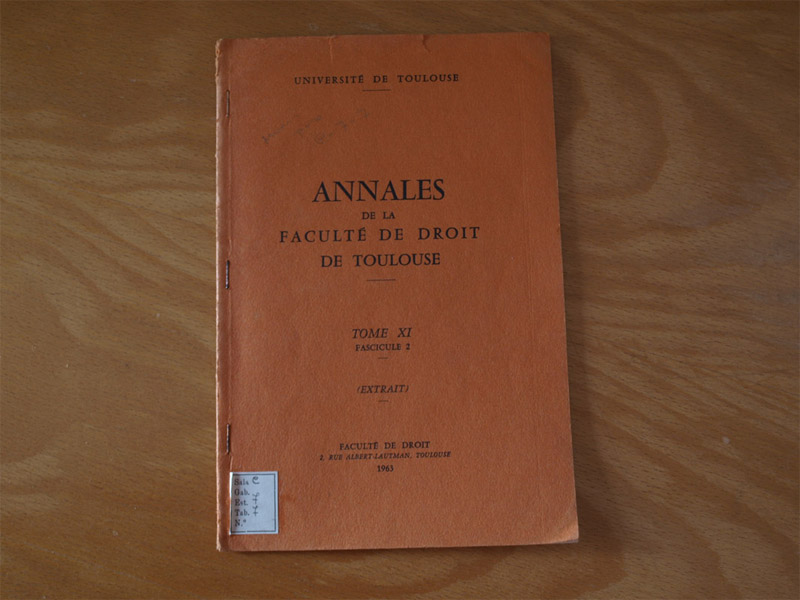 UNIVERSITÉ DE TOULOUSE
ANNALES
DE LA
FACULTÉ DE DROIT
DE TOULOUSE
TOME XI
FASCICULE 2
(EXTRAIT)
FACULTÉ DE DROIT
2, RUE ALBERT-LAUTMAN, TOULOUSE
1963
Sala C
Gab.
Est.
Tab.
N.º